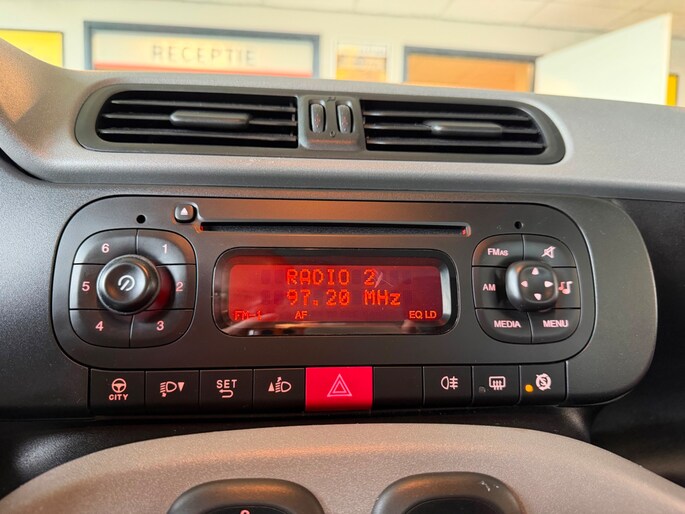 RECEPTIE
6 1
5 2
4 3
RADIO 2
97.20 MHz
AF EQ LD
FMAS
AM
MEDIA MENU
CITY
SET